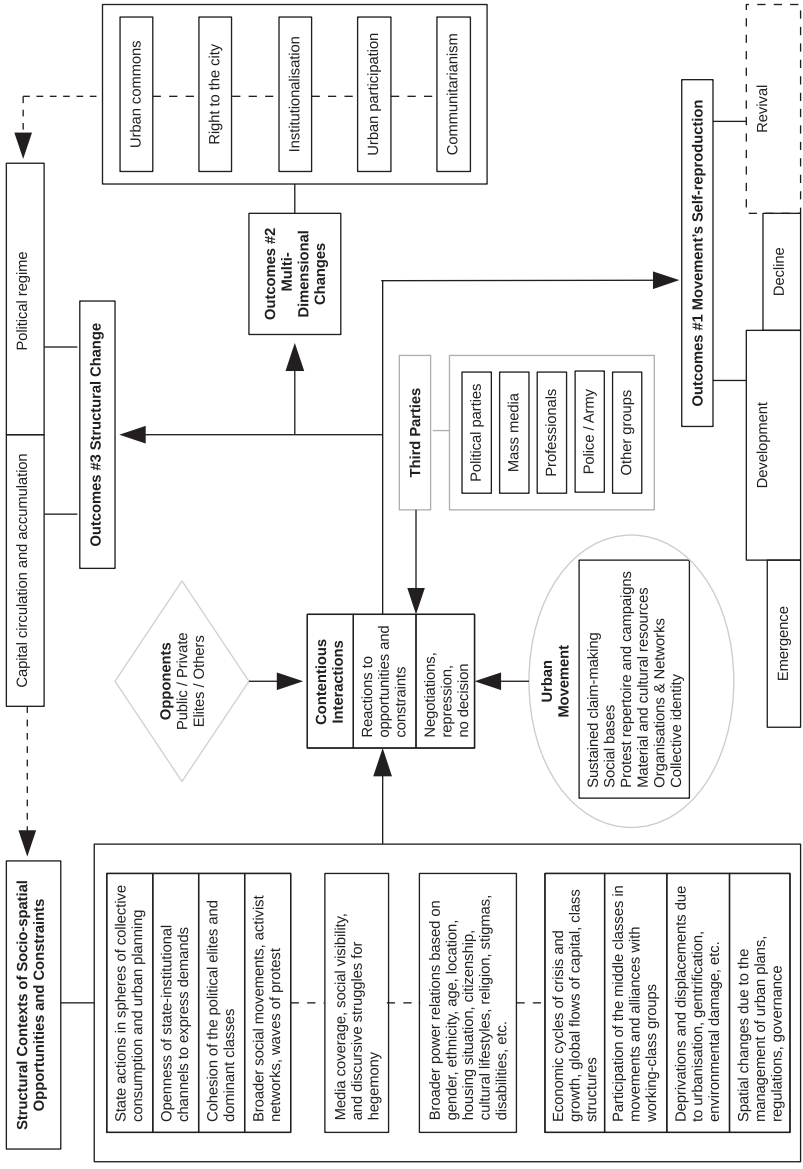 Structural Contexts of Socio-spatial
Opportunities and Constraints
State actions in spheres of collective
consumption and urban planning
Openness of state-institutional
channels to express demands
Cohesion of the political elites and
dominant classes
Broader social movements, activist
networks, waves of protest
Media coverage, social visibility,
and discursive struggles for
hegemony
Broader power relations based on
gender, ethnicity, age, location,
housing situation, citizenship,
cultural lifestyles, religion, stigmas,
disabilities, etc.
Economic cycles of crisis and
growth, global flows of capital, class
structures
Participation of the middle classes in
movements and alliances with
working-class groups
Deprivations and displacements due
to urbanisation, gentrification,
environmental damage, etc.
Spatial changes due to the
management of urban plans,
regulations, governance
Opponents
Public / Private
Elites / Others
Contentious
Interactions
Reactions to
opportunities and
constraints
Negotiations,
repression,
no decision
Urban
Movement
Sustained claim-making
Social bases
Protest repertoire and campaigns
Material and cultural resources
Organisations & Networks
Collective identity
Third Parties
Political parties
Mass media
Professionals
Police / Army
Other groups
Capital circulation and accumulation
Political regime
Outcomes #3 Structural Change
Outcomes #2
Multi-
Dimensional
Changes
Urban commons
Right to the city
Institutionalisation
Urban participation
Communitarianism
Outcomes #1 Movement's Self-reproduction
Emergence
Development
Decline
Revival